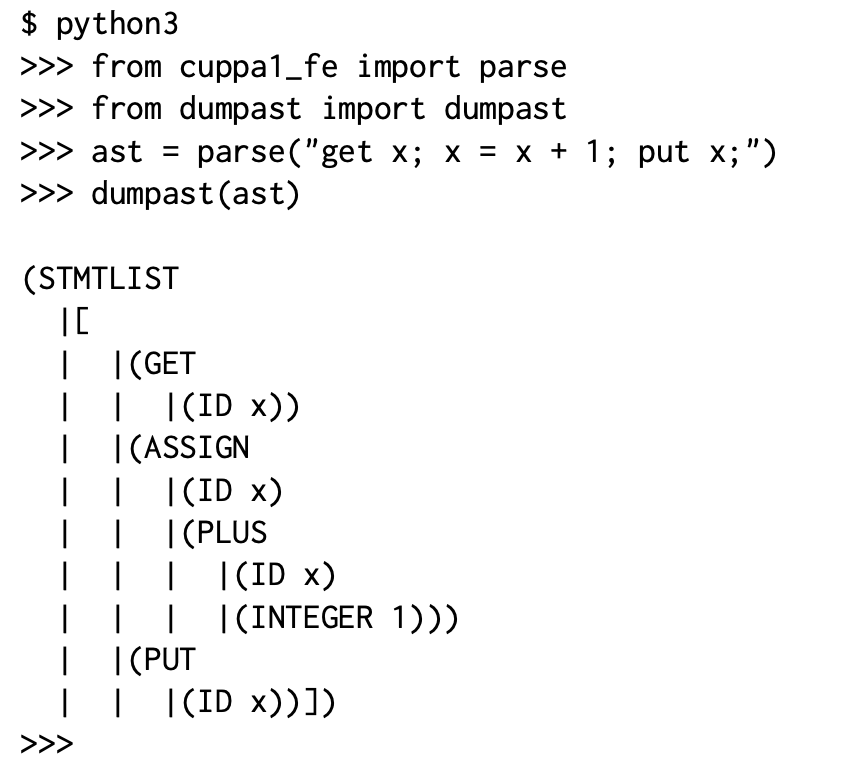 $ python3
>>> from cuppa1_fe import parse
>>> from dumpast import dumpast
>>> ast = parse("get x; x = x + 1; put x;")
>>> dumpast(ast)

(STMTLIST
  |[
  |  |(GET
  |  |  |(ID x))
  |  |(ASSIGN
  |  |  |(ID x)
  |  |  |(PLUS
  |  |  |  |(ID x)
  |  |  |  |(INTEGER 1)))
  |  |(PUT
  |  |  |(ID x))])
>>>